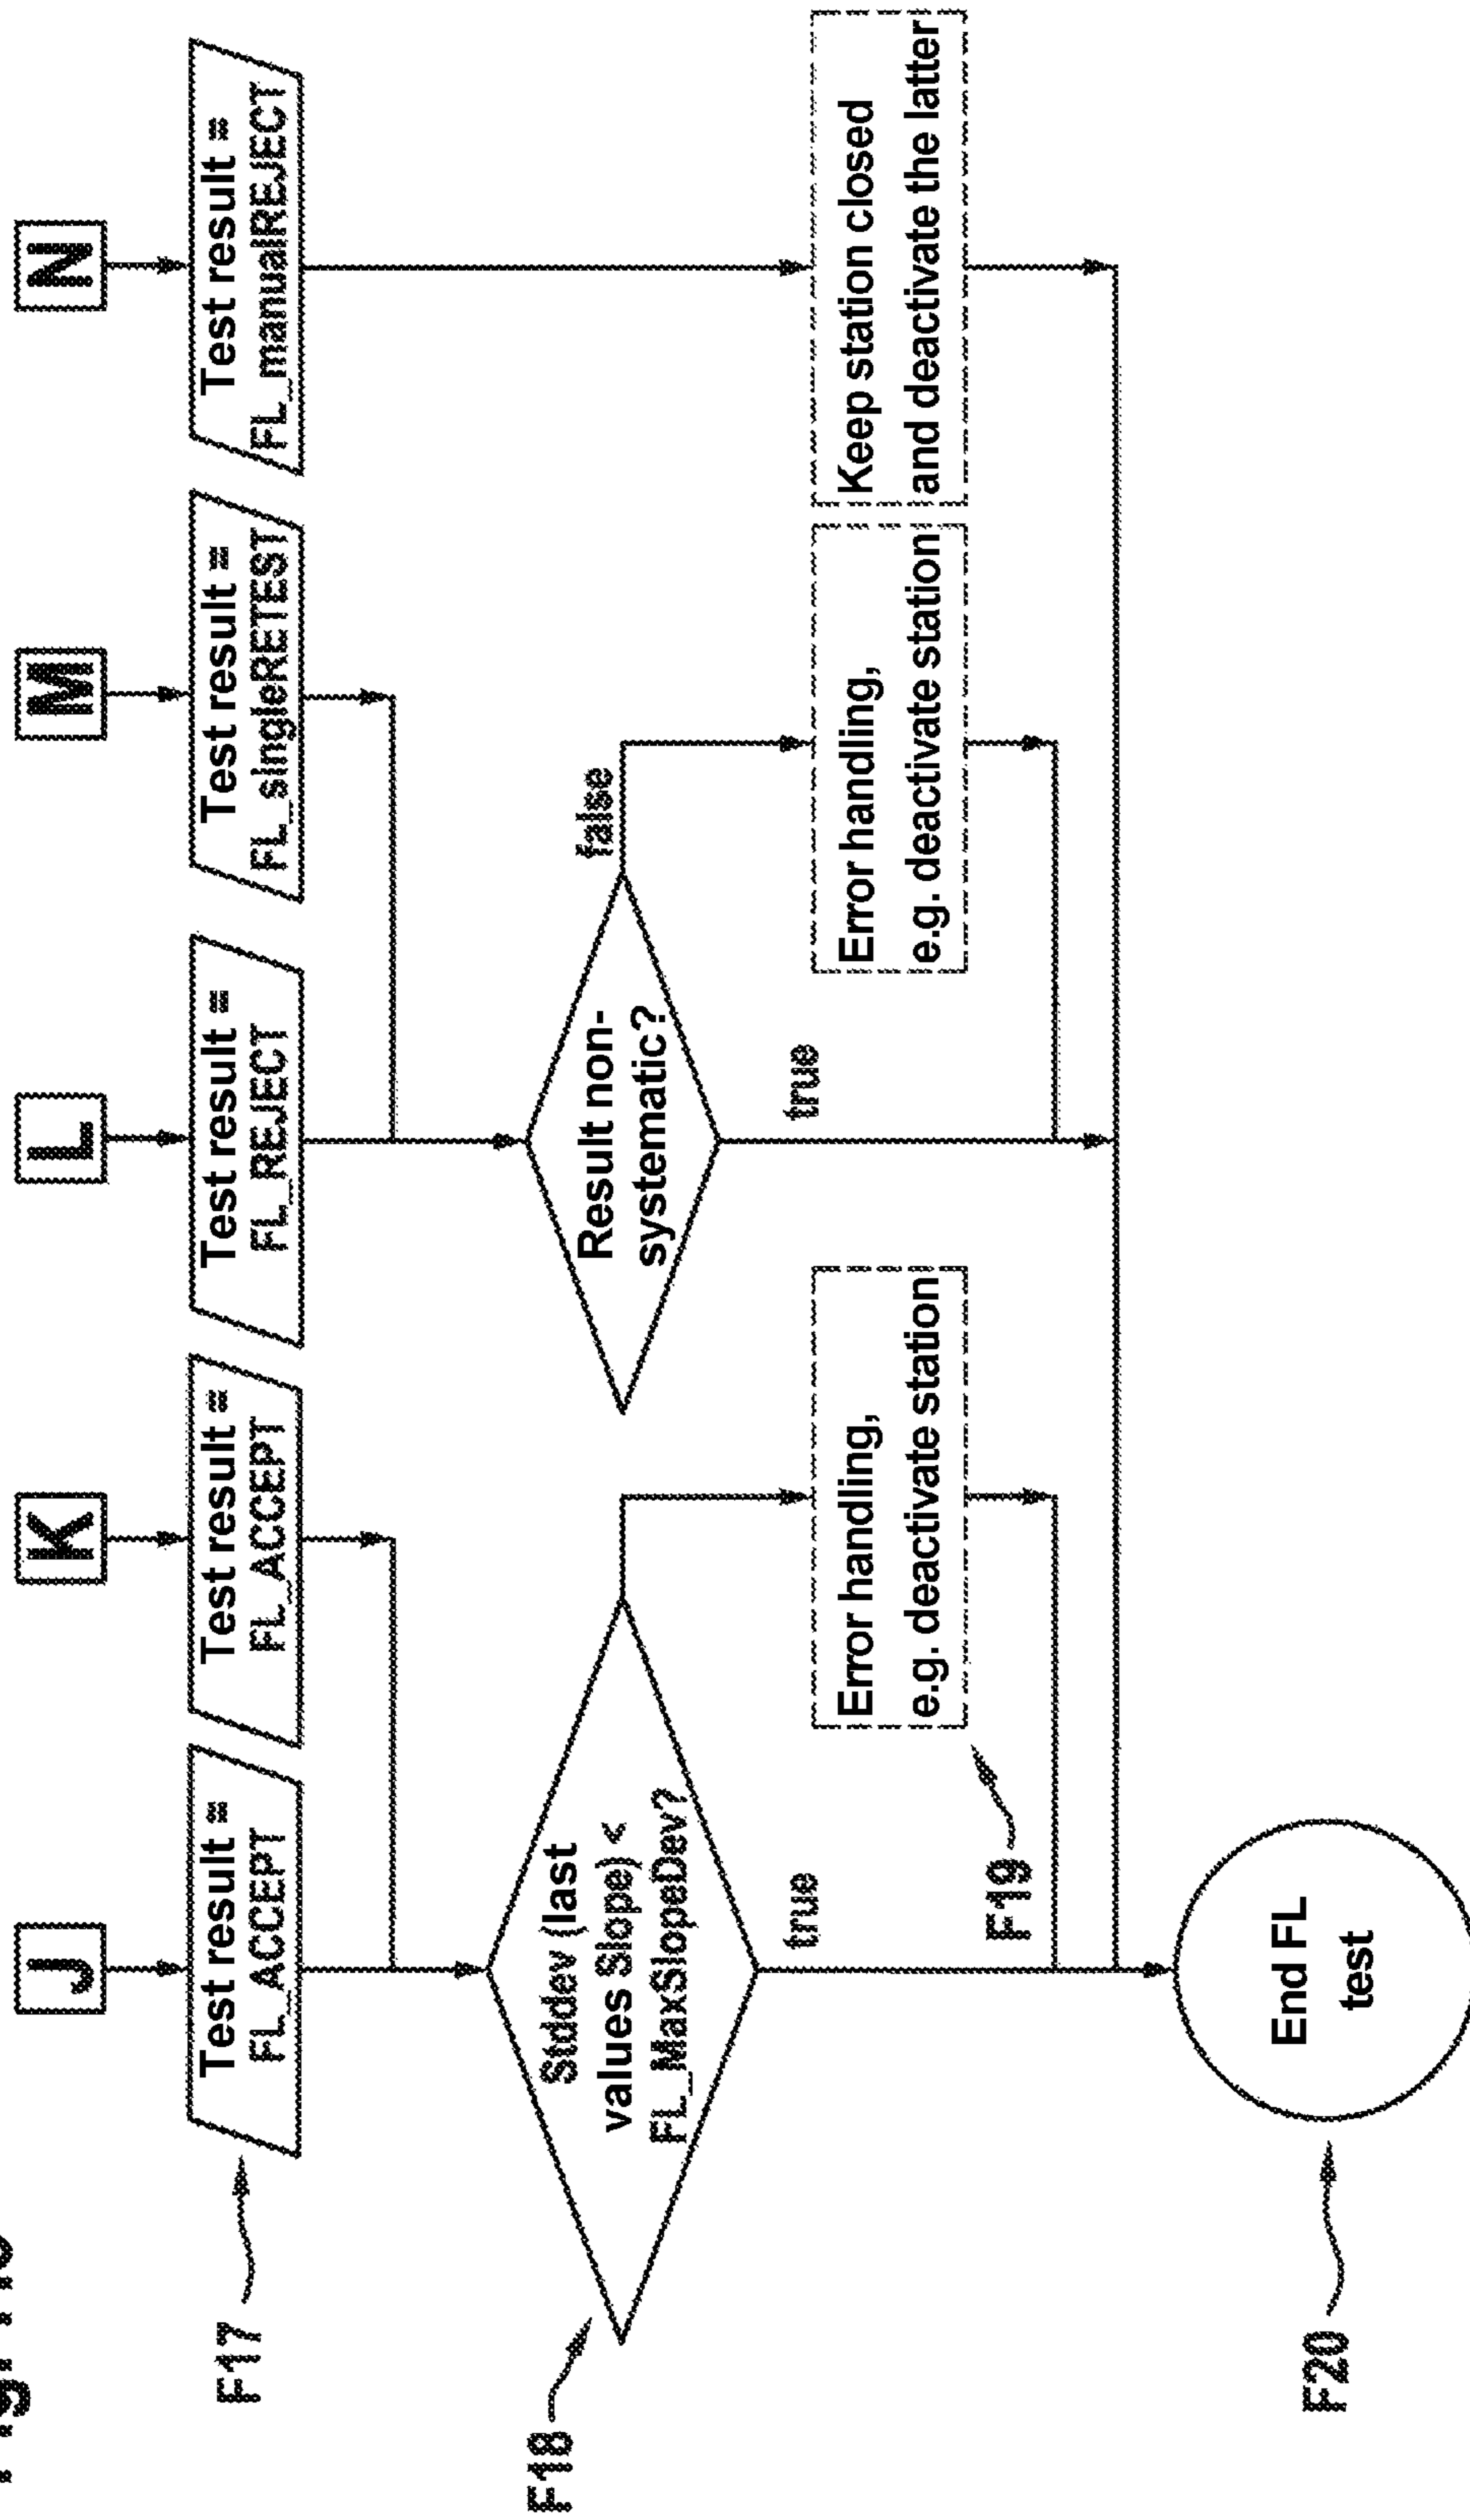 J
K
L
M
N
F17
Test result =
FL_ACCEPT
Test result =
FL_ACCEPT
Test result =
FL_REJECT
Test result =
FL_singleRETEST
Test result =
FL_manualREJECT
F18
Stddev (last
values Slope) <
FL_MaxSlopeDev?
Result non-
systematic?
false
true
true
F19
Error handling,
e.g. deactivate station
Error handling,
e.g. deactivate station
Keep station closed
and deactivate the latter
F20
End FL
test